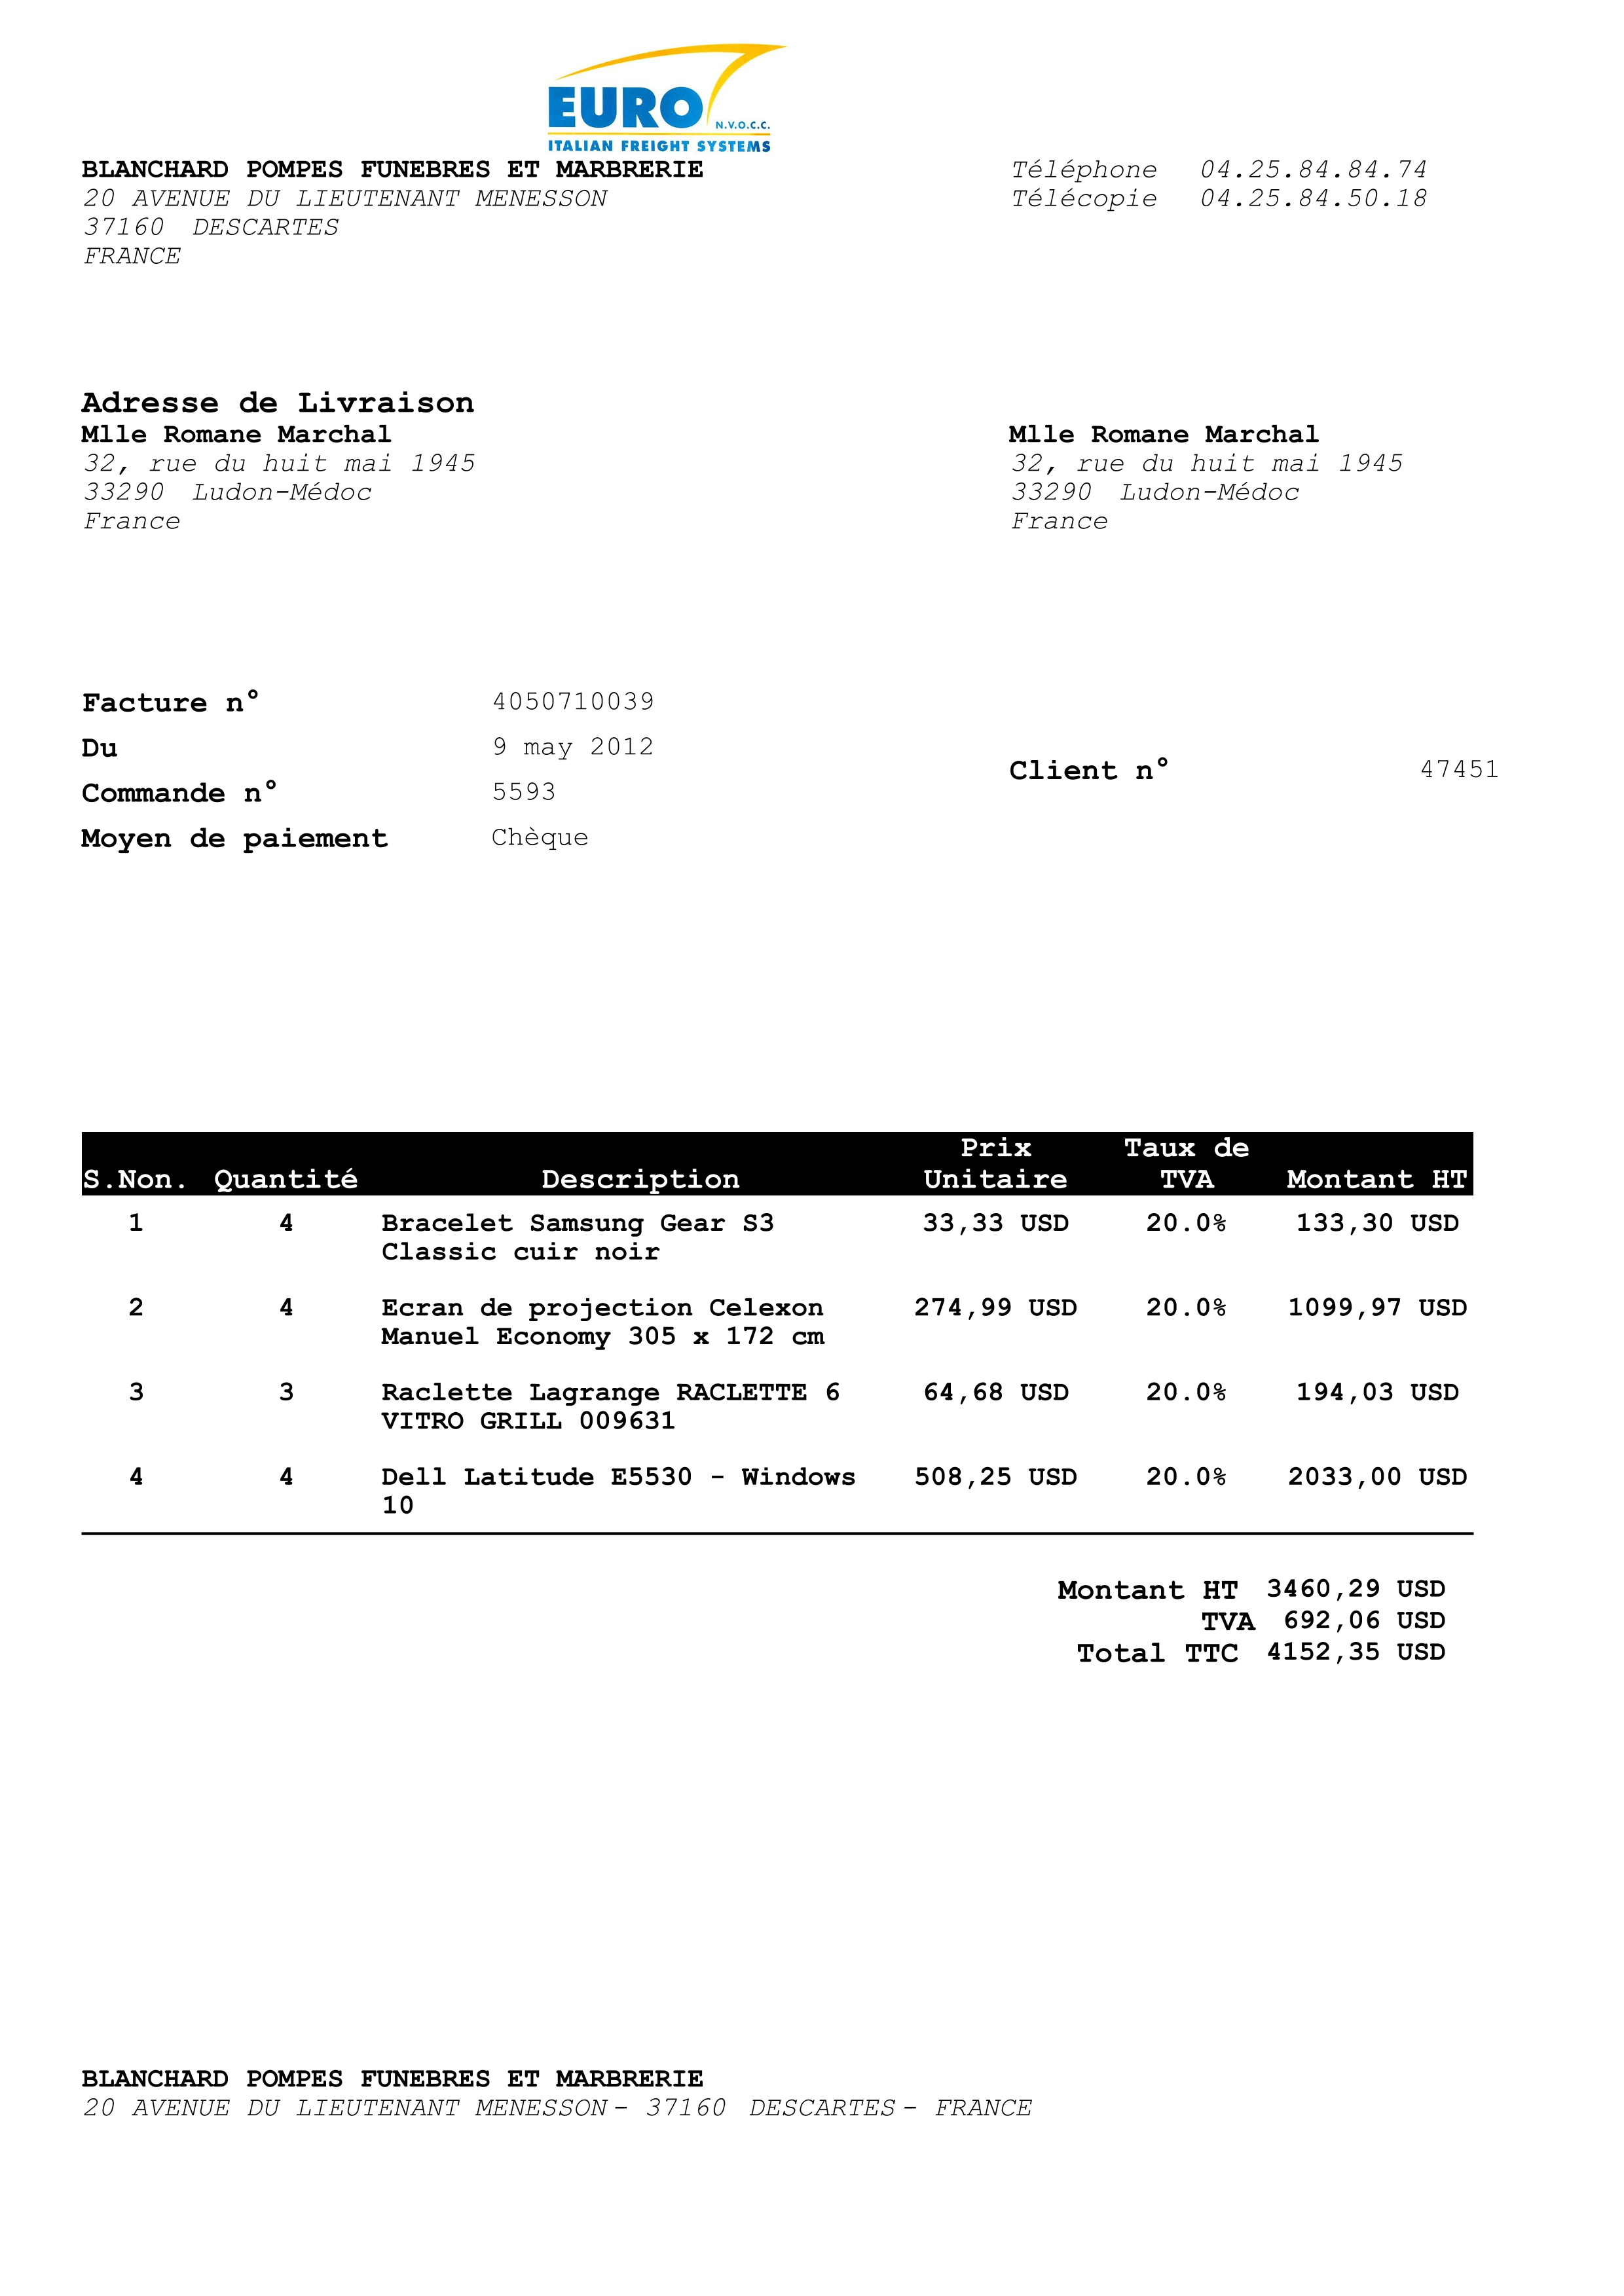 EURO N.V.O.C.C.
ITALIAN FREIGHT SYSTEMS
BLANCHARD POMPES FUNEBRES ET MARBRERIE
20 AVENUE DU LIEUTENANT MENESSON
37160 DESCARTES
FRANCE
Téléphone 04.25.84.84.74
Télécopie 04.25.84.50.18
Adresse de Livraison
Mlle Romane Marchal
32, rue du huit mai 1945
33290 Ludon-Médoc
France
Mlle Romane Marchal
32, rue du huit mai 1945
33290 Ludon-Médoc
France
Facture n° 4050710039
Du 9 may 2012
Commande n° 5593
Moyen de paiement Chèque
Client n° 47451
S.Non. Quantité Description Prix Unitaire Taux de TVA Montant HT
1 4 Bracelet Samsung Gear S3 33,33 USD 20.0% 133,30 USD
Classic cuir noir
2 4 Ecran de projection Celexon 274,99 USD 20.0% 1099,97 USD
Manuel Economy 305 x 172 cm
3 3 Raclette Lagrange RACLETTE 6 64,68 USD 20.0% 194,03 USD
VITRO GRILL 009631
4 4 Dell Latitude E5530 - Windows 508,25 USD 20.0% 2033,00 USD
10
Montant HT 3460,29 USD
TVA 692,06 USD
Total TTC 4152,35 USD
BLANCHARD POMPES FUNEBRES ET MARBRERIE
20 AVENUE DU LIEUTENANT MENESSON - 37160 DESCARTES - FRANCE